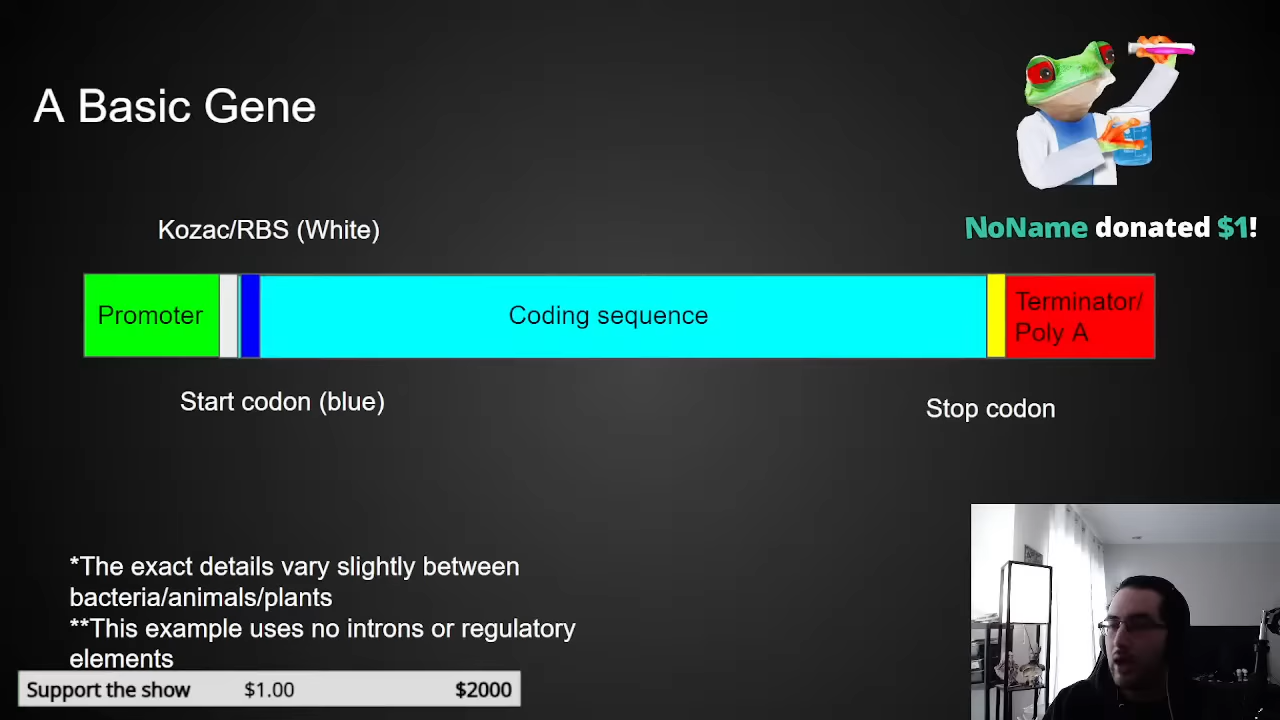 A Basic Gene
NoName donated $1!
Kozac/RBS (White)
Promoter
Coding sequence
Terminator/
Poly A
Start codon (blue)
Stop codon
*The exact details vary slightly between
bacteria/animals/plants
**This example uses no introns or regulatory
elements
Support the show $1.00 $2000